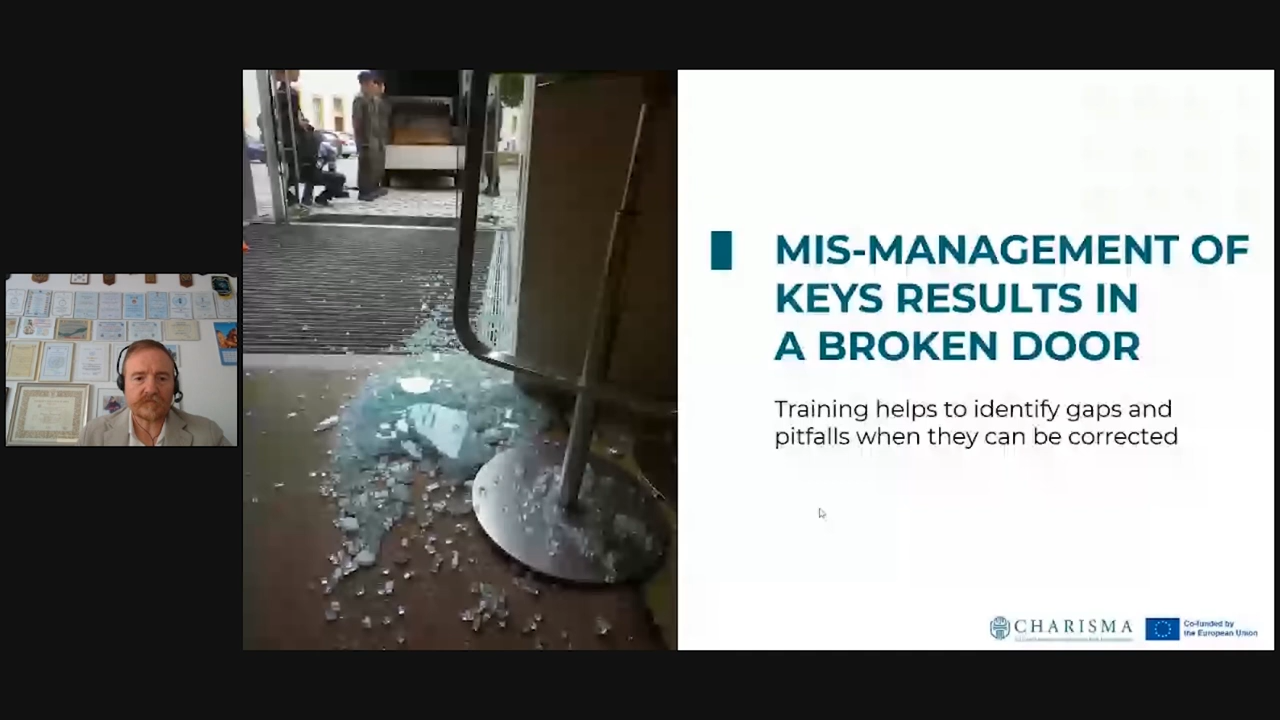 MIS-MANAGEMENT OF
KEYS RESULTS IN
A BROKEN DOOR
Training helps to identify gaps and
pitfalls when they can be corrected
CHARISMA
Co-funded by
the European Union